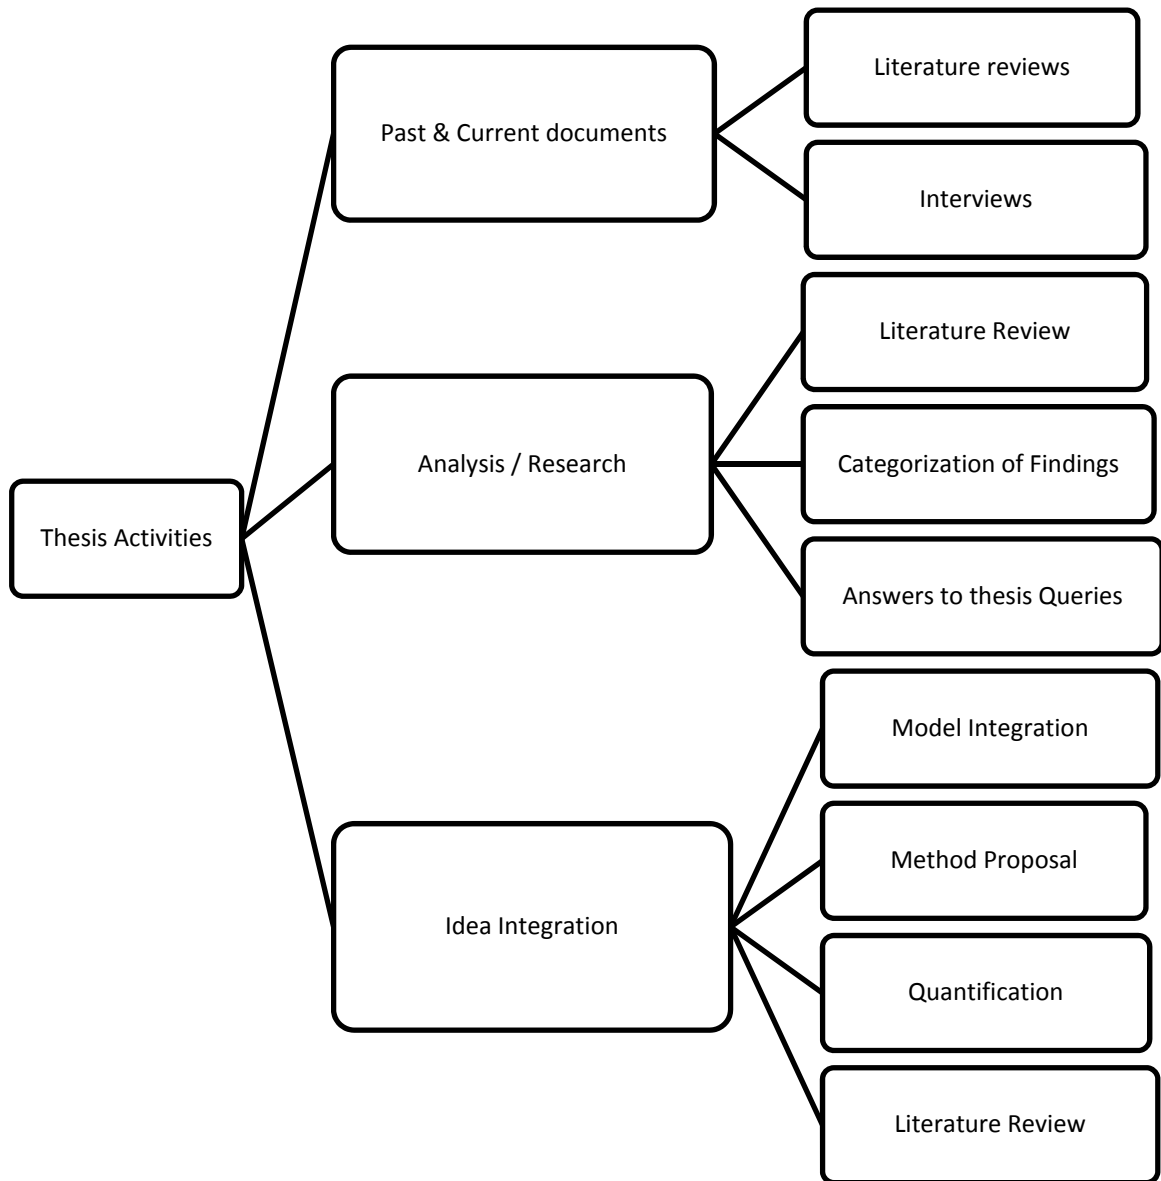 Thesis Activities
Past & Current documents
Literature reviews
Interviews
Analysis / Research
Literature Review
Categorization of Findings
Answers to thesis Queries
Idea Integration
Model Integration
Method Proposal
Quantification
Literature Review